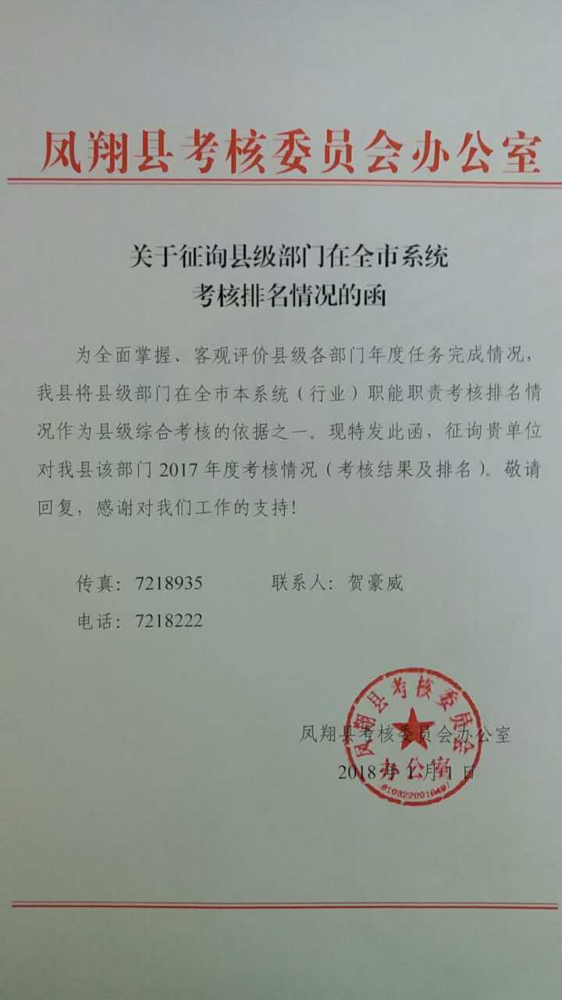 凤翔县考核委员会办公室
关于征询县级部门在全市系统
考核排名情况的函
为全面掌握、客观评价县级各部门年度任务完成情况，
我县将县级部门在全市本系统（行业）职能职责考核排名情
况作为县级综合考核的依据之一。现特发此函，征询贵单位
对我县该部门 2017 年度考核情况（考核结果及排名）。敬请
回复，感谢对我们工作的支持！
传真：7218935 联系人：贺豪威
电话：7218222
凤翔县考核委员会
凤翔县考核委员会办公室
2018 年 1 月 1 日
办公室